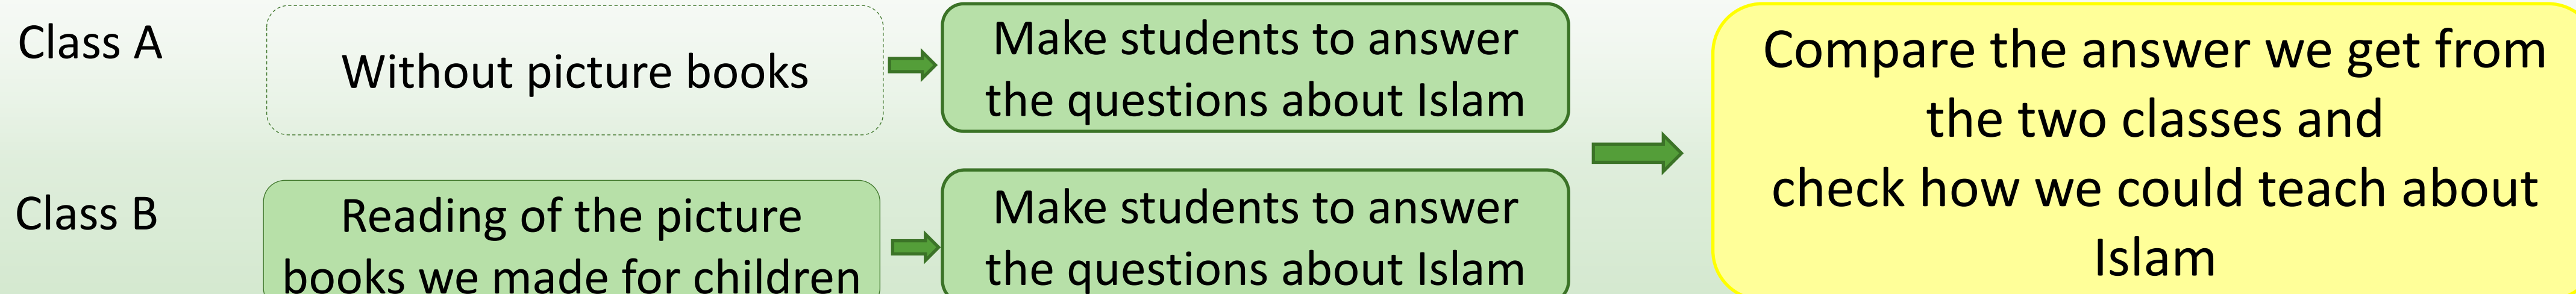 Class A
Without picture books
Make students to answer
the questions about Islam
Class B
Reading of the picture
books we made for children
Make students to answer
the questions about Islam
Compare the answer we get from
the two classes and
check how we could teach about
Islam